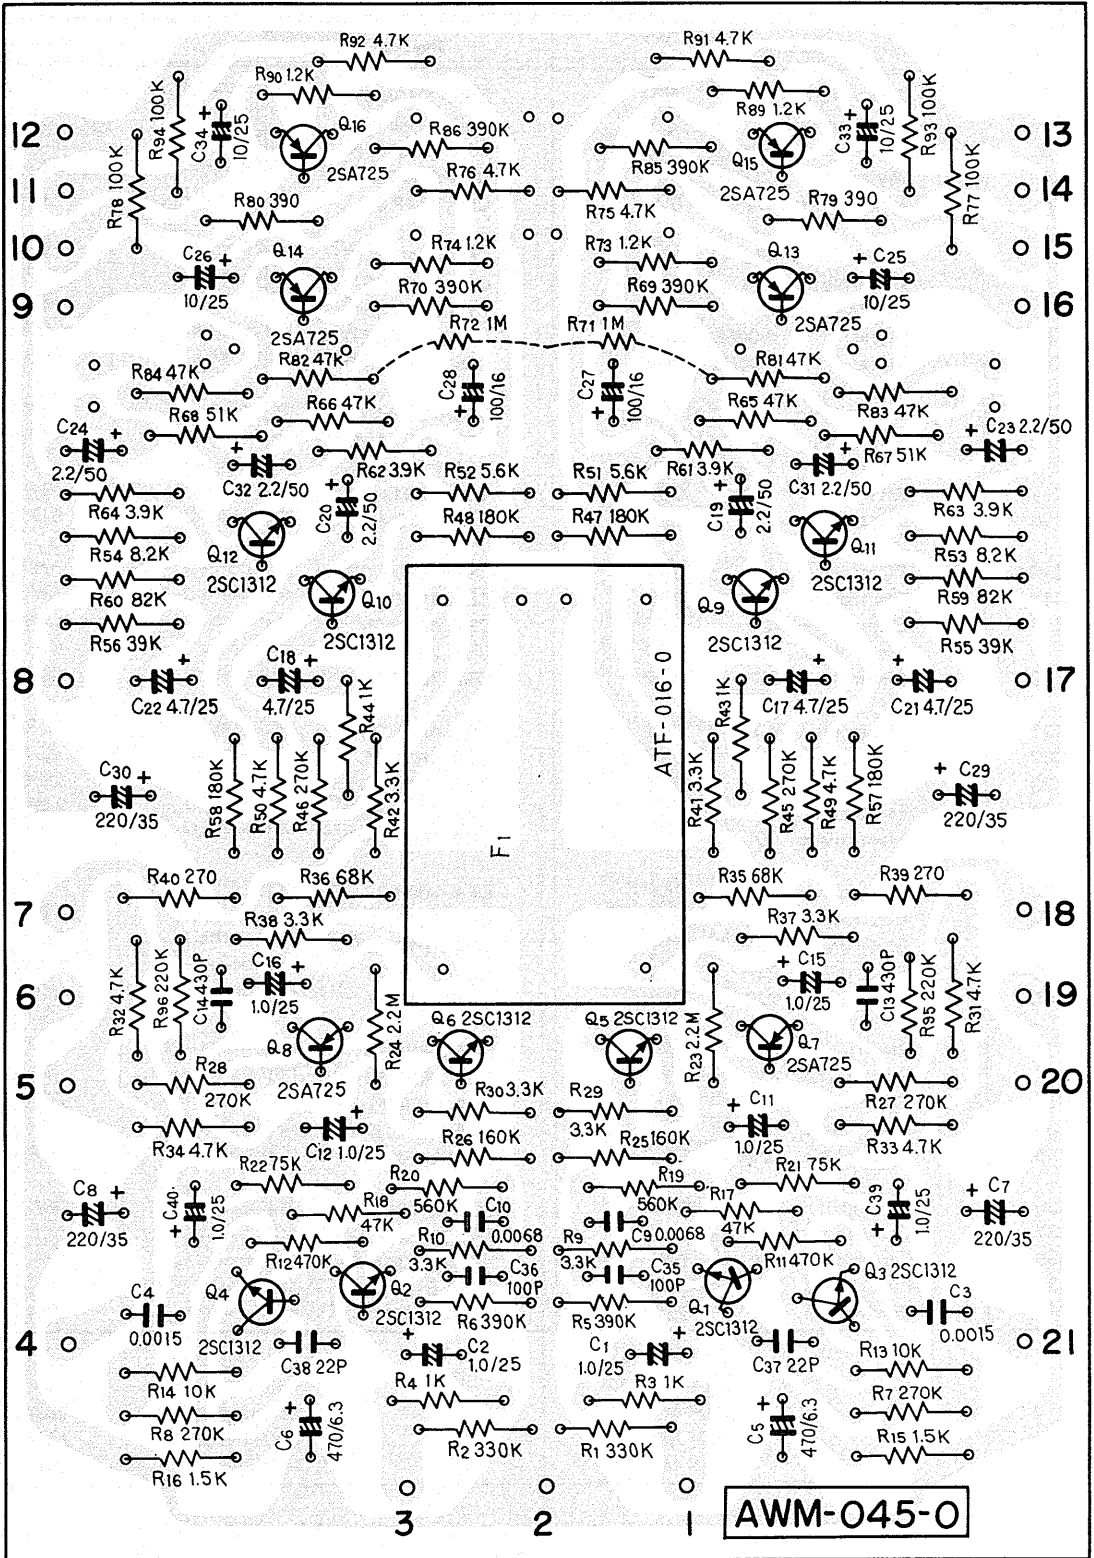 R92 4.7K
R91 4.7K
R90 1.2K
R89 1.2K
R94 100K
C34 + 10/25
Q16
2SA725
R86 390K
R85 390K
Q15
2SA725
C33 + 10/25
R93 100K
12
13
R78 100K
R76 4.7K
R75 4.7K
R77 100K
11
14
R80 390
R79 390
10
15
C26 +
10/25
Q14
2SA725
R74 1.2K
R73 1.2K
Q13
2SA725
C25
+
10/25
R70 390K
R69 390K
9
16
R72 1M
R71 1M
R84 47K
R82 47K
C28 + 100/16
C27 + 100/16
R81 47K
R83 47K
R68 51K
R66 47K
R65 47K
R67 51K
C24 +
2.2/50
C23 2.2/50
+
C32 2.2/50
+
R62 3.9K
R52 5.6K
R51 5.6K
R61 3.9K
C31 2.2/50
+
R64 3.9K
C20 + 2.2/50
R48 180K
R47 180K
C19 + 2.2/50
R63 3.9K
R54 8.2K
Q12
2SC1312
Q11
2SC1312
R53 8.2K
R60 82K
Q10
2SC1312
Q9
2SC1312
R59 82K
R56 39K
R55 39K
8
17
C22 4.7/25
+
C18 +
4.7/25
R44 1K
ATF-016-0
F1
R43 1K
C17 4.7/25
+
C21 4.7/25
+
C30 +
220/35
R58 180K
R50 4.7K
R46 270K
R42 3.3K
R41 3.3K
R45 270K
R49 4.7K
R57 180K
+ C29
220/35
R40 270
R36 68K
R35 68K
R39 270
7
18
R38 3.3K
R37 3.3K
R32 4.7K
R96 220K
C14 430P
C16 +
1.0/25
+ C15
1.0/25
C13 430P
R95 220K
R31 4.7K
6
19
Q8
2SA725
R24 2.2M
Q6 2SC1312
Q5 2SC1312
R23 2.2M
Q7
2SA725
5
20
R28
270K
R30 3.3K
R29
3.3K
+ C11
1.0/25
R27 270K
R34 4.7K
C12 1.0/25
+
R26 160K
R25 160K
R33 4.7K
R22 75K
R20
560K
R19
560K
R21 75K
C8 +
220/35
C40 + 1.0/25
R18
47K
C10
0.0068
C9 0.0068
R17
47K
C39 + 1.0/25
+ C7
220/35
R12 470K
R10
3.3K
R9
3.3K
R11 470K
C36
100P
C35
100P
C4
0.0015
Q4
2SC1312
Q2
2SC1312
R6 390K
R5 390K
Q1
2SC1312
Q3 2SC1312
C3
0.0015
4
21
C38 22P
+ C2
1.0/25
C1 +
1.0/25
C37 22P
R14 10K
R13 10K
R4 1K
R3 1K
R8 270K
C6 + 470/6.3
R2 330K
R1 330K
C5 + 470/6.3
R7 270K
R16 1.5K
R15 1.5K
3
2
1
AWM-045-0